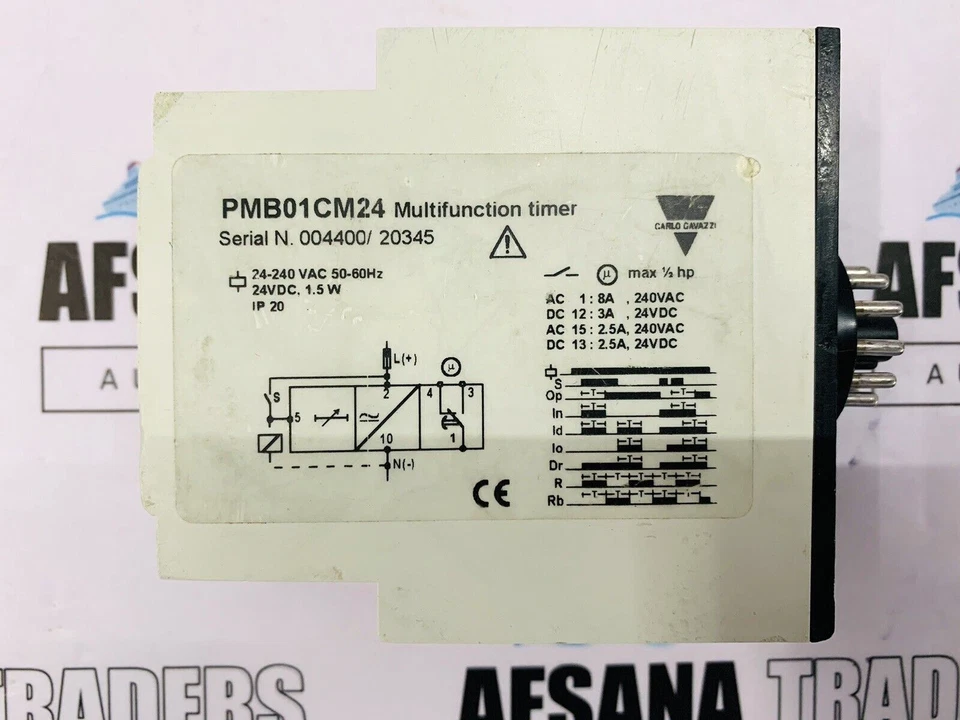 PMB01CM24 Multifunction timer
Serial N. 004400/ 20345
CARLO GAVAZZI
24-240 VAC 50-60Hz
24VDC, 1.5 W
IP 20
µ max ½ hp
AC 1 : 8A , 240VAC
DC 12 : 3A , 24VDC
AC 15 : 2.5A, 240VAC
DC 13 : 2.5A, 24VDC
L(+)
µ
S
5
2
4
3
10
1
N(-)
CE
S
Op
In
Id
Io
Dr
R
Rb
AFSANA TRAD
RADERS